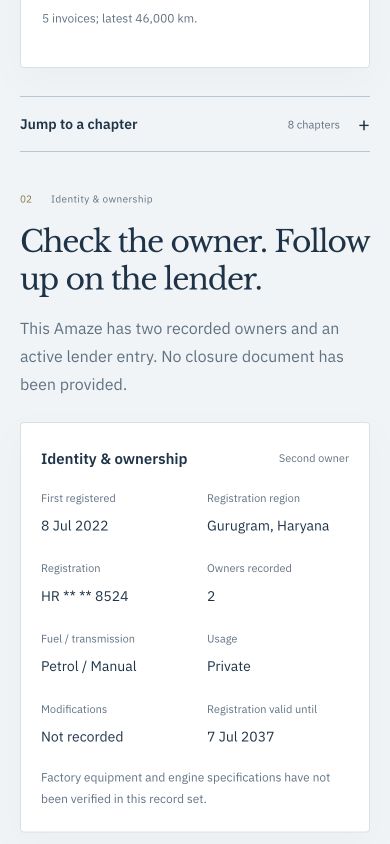 5 invoices; latest 46,000 km.
Jump to a chapter
8 chapters
+
02
Identity & ownership
Check the owner. Follow
up on the lender.
This Amaze has two recorded owners and an
active lender entry. No closure document has
been provided.
Identity & ownership
Second owner
First registered
Registration region
8 Jul 2022
Gurugram, Haryana
Registration
Owners recorded
HR ** ** 8524
2
Fuel / transmission
Usage
Petrol / Manual
Private
Modifications
Registration valid until
Not recorded
7 Jul 2037
Factory equipment and engine specifications have not
been verified in this record set.